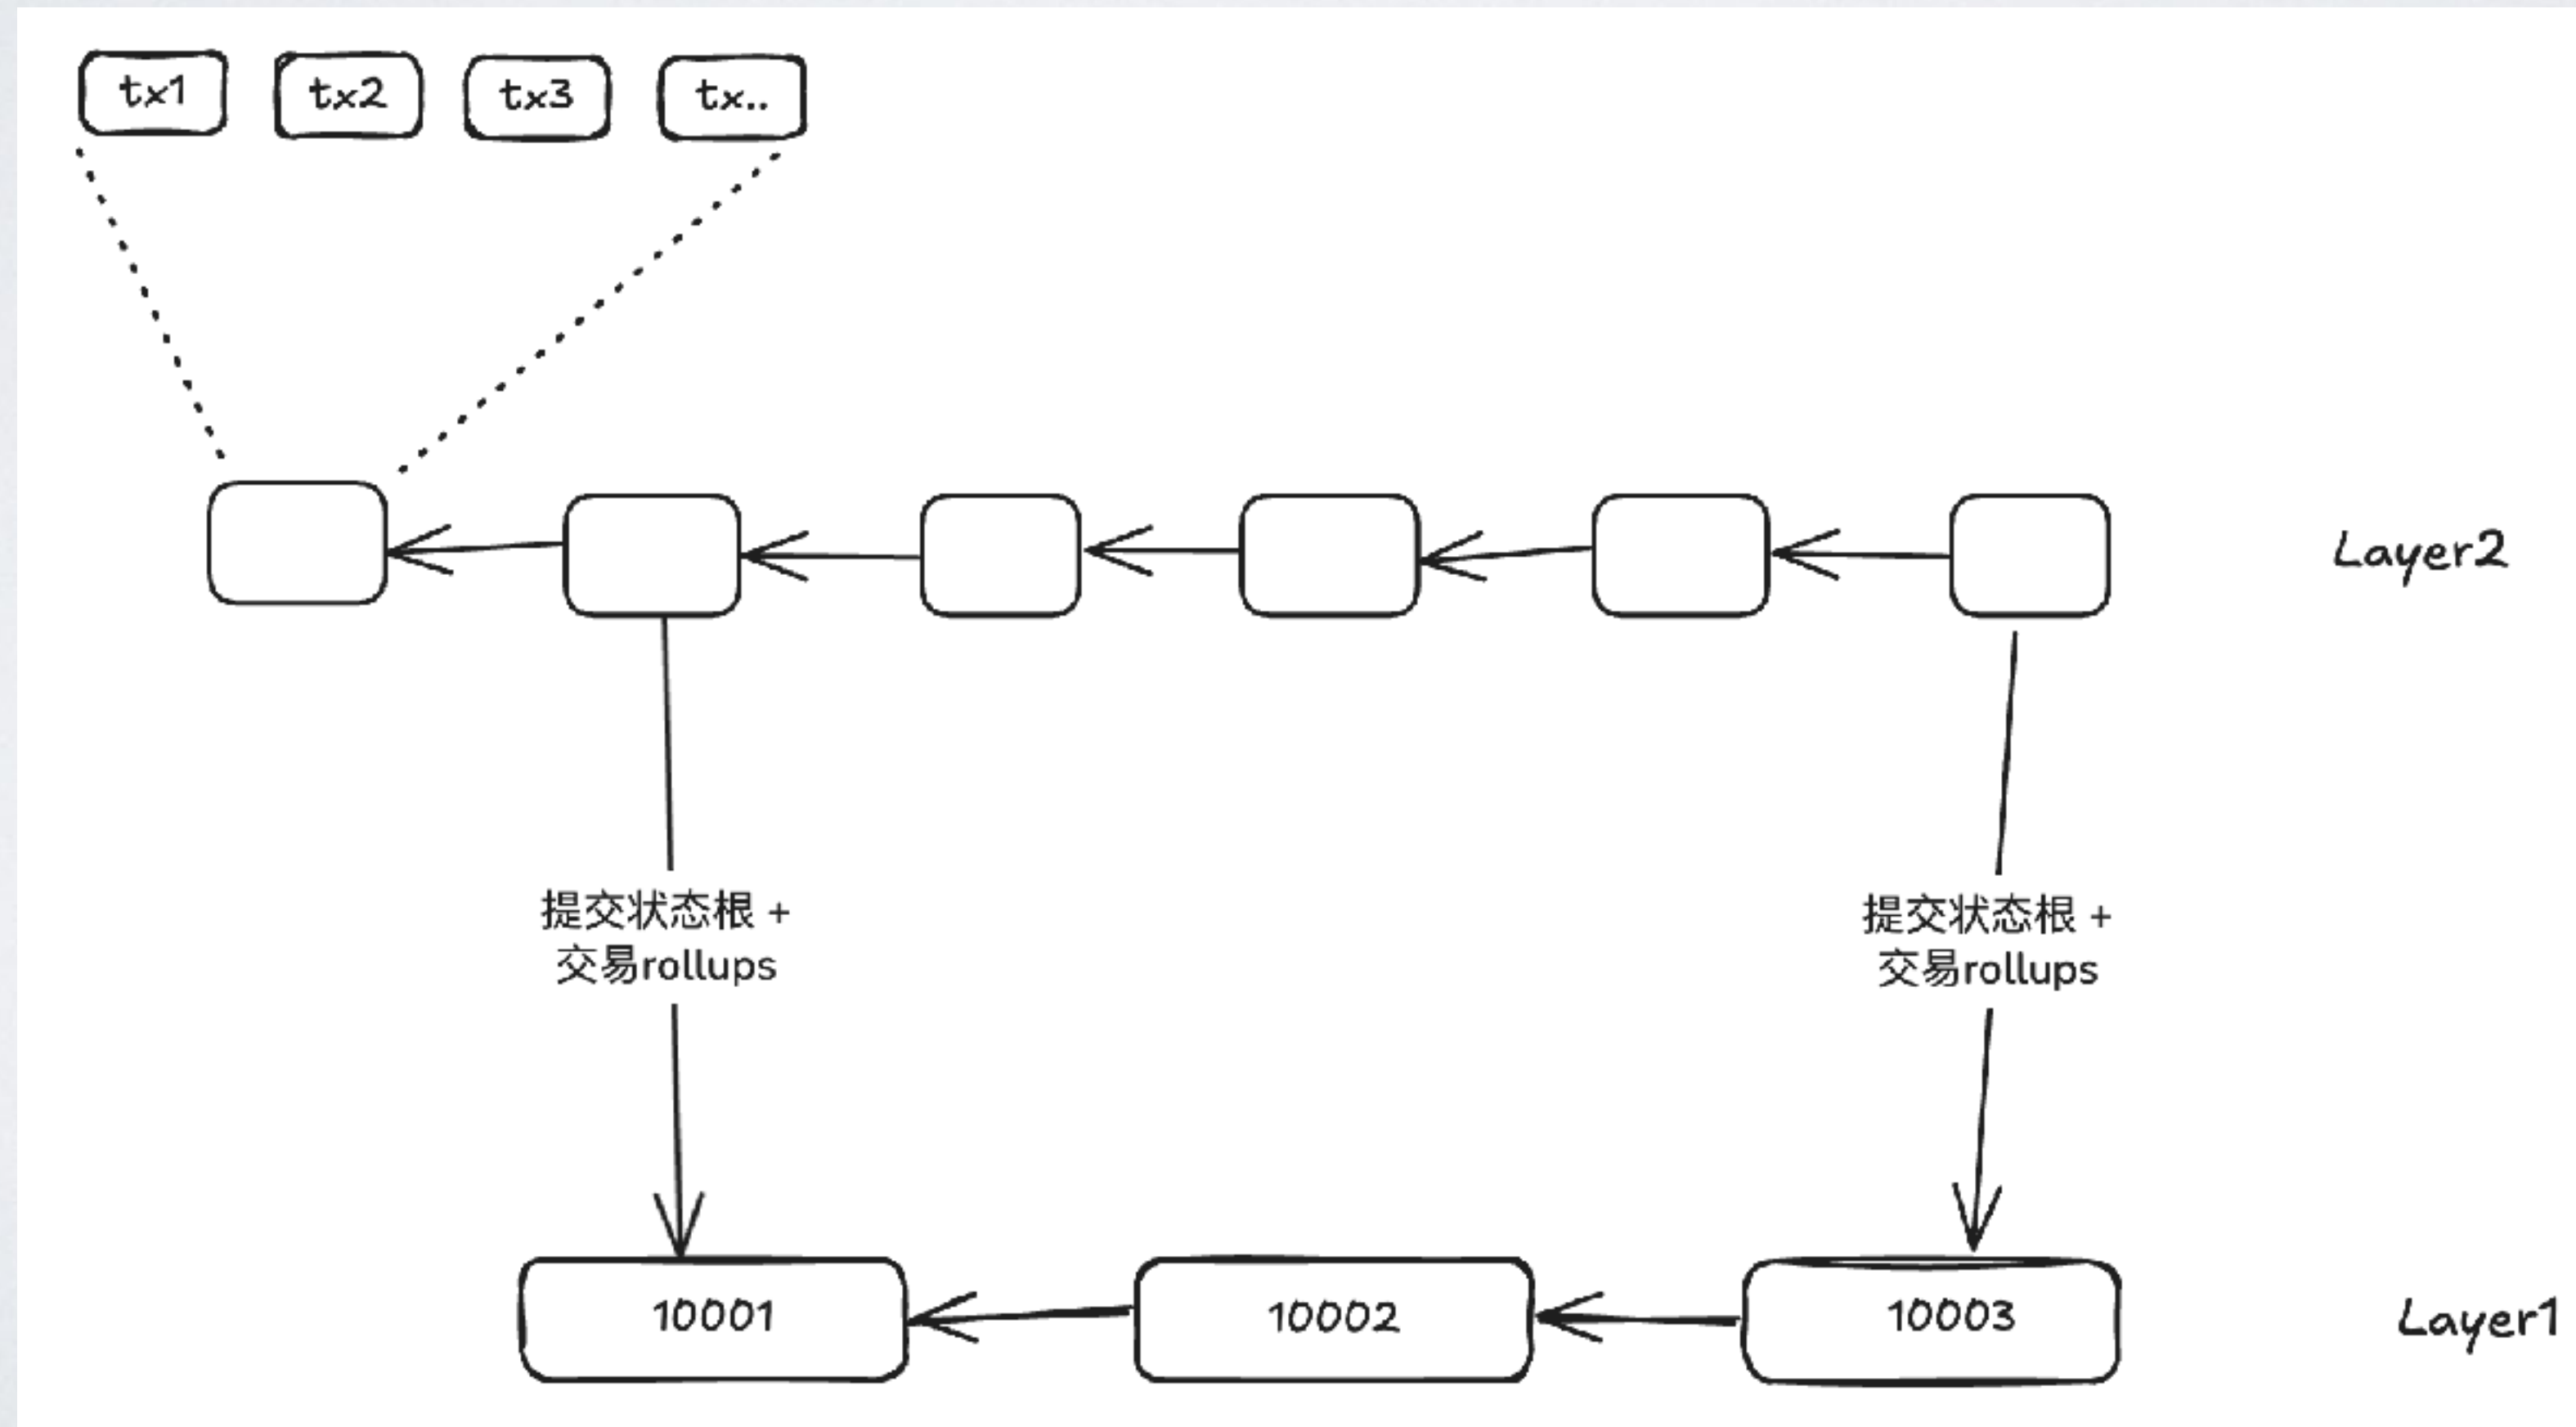 tx1
tx2
tx3
tx..
Layer2
提交状态根 +
交易rollups
提交状态根 +
交易rollups
10001
10002
10003
Layer1